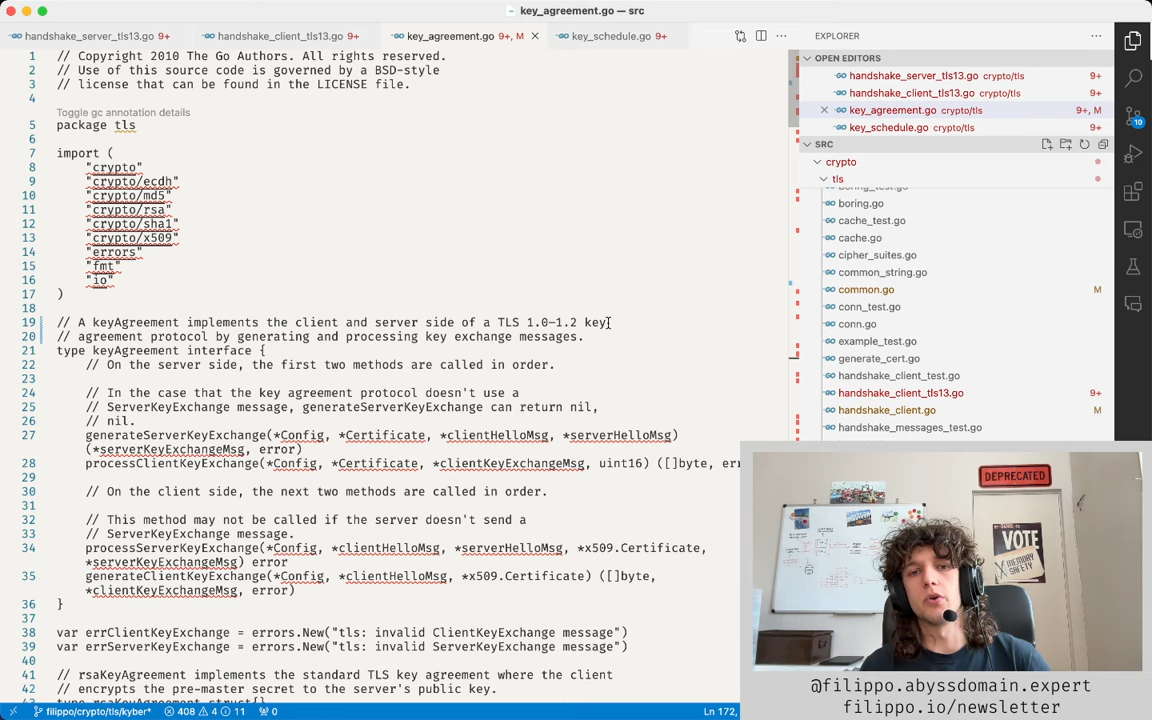 key_agreement.go — src
handshake_server_tls13.go 9+
handshake_client_tls13.go 9+
key_agreement.go 9+, M
key_schedule.go 9+
1 // Copyright 2010 The Go Authors. All rights reserved.
2 // Use of this source code is governed by a BSD-style
3 // license that can be found in the LICENSE file.
4
Toggle gc annotation details
5 package tls
6
7 import (
8 "crypto"
9 "crypto/ecdh"
10 "crypto/md5"
11 "crypto/rsa"
12 "crypto/sha1"
13 "crypto/x509"
14 "errors"
15 "fmt"
16 "io"
17 )
18
19 // A keyAgreement implements the client and server side of a TLS 1.0–1.2 key
20 // agreement protocol by generating and processing key exchange messages.
21 type keyAgreement interface {
22 // On the server side, the first two methods are called in order.
23
24 // In the case that the key agreement protocol doesn't use a
25 // ServerKeyExchange message, generateServerKeyExchange can return nil,
26 // nil.
27 generateServerKeyExchange(*Config, *Certificate, *clientHelloMsg, *serverHelloMsg)
(*serverKeyExchangeMsg, error)
28 processClientKeyExchange(*Config, *Certificate, *clientKeyExchangeMsg, uint16) ([]byte, err
29
30 // On the client side, the next two methods are called in order.
31
32 // This method may not be called if the server doesn't send a
33 // ServerKeyExchange message.
34 processServerKeyExchange(*Config, *clientHelloMsg, *serverHelloMsg, *x509.Certificate,
*serverKeyExchangeMsg) error
35 generateClientKeyExchange(*Config, *clientHelloMsg, *x509.Certificate) ([]byte,
*clientKeyExchangeMsg, error)
36 }
37
38 var errClientKeyExchange = errors.New("tls: invalid ClientKeyExchange message")
39 var errServerKeyExchange = errors.New("tls: invalid ServerKeyExchange message")
40
41 // rsaKeyAgreement implements the standard TLS key agreement where the client
42 // encrypts the pre-master secret to the server's public key.
type rsaKeyAgreement struct{}
EXPLORER
OPEN EDITORS
handshake_server_tls13.go crypto/tls 9+
handshake_client_tls13.go crypto/tls 9+
key_agreement.go crypto/tls 9+, M
key_schedule.go crypto/tls 9+
SRC
crypto
tls
boring_test.go
boring.go
cache_test.go
cache.go
cipher_suites.go
common_string.go
common.go M
conn_test.go
conn.go
example_test.go
generate_cert.go
handshake_client_test.go
handshake_client_tls13.go 9+
handshake_client.go M
handshake_messages_test.go
10
DEPRECATED
VOTE
MEMORY
SAFETY
@filippo.abyssdomain.expert
filippo.io/newsletter
filippo/crypto/tls/kyber* 408 4 11 0
Ln 172,